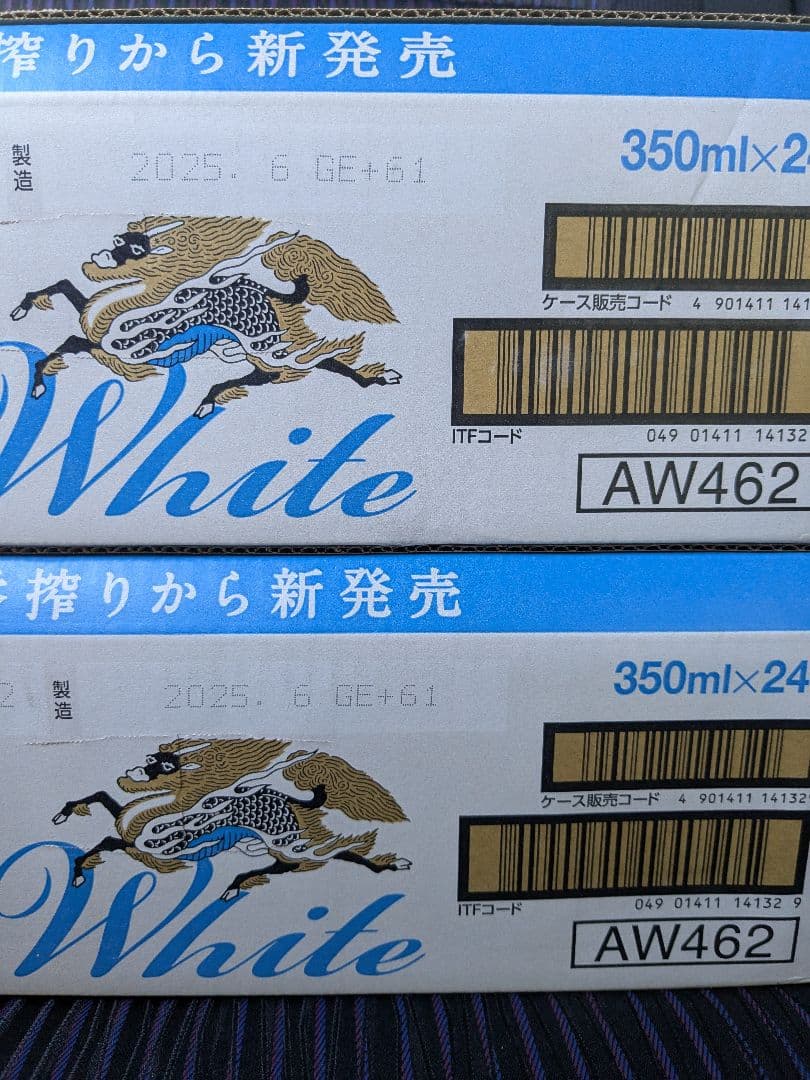 搾りから新発売
製造
2025. 6 GE+61
350ml×2
ケース販売コード 4 901411 141
ITFコード 049 01411 14132
White
AW462
搾りから新発売
2
製造
2025. 6 GE+61
350ml×24
ケース販売コード 4 901411 14132
ITFコード 049 01411 14132 9
White
AW462